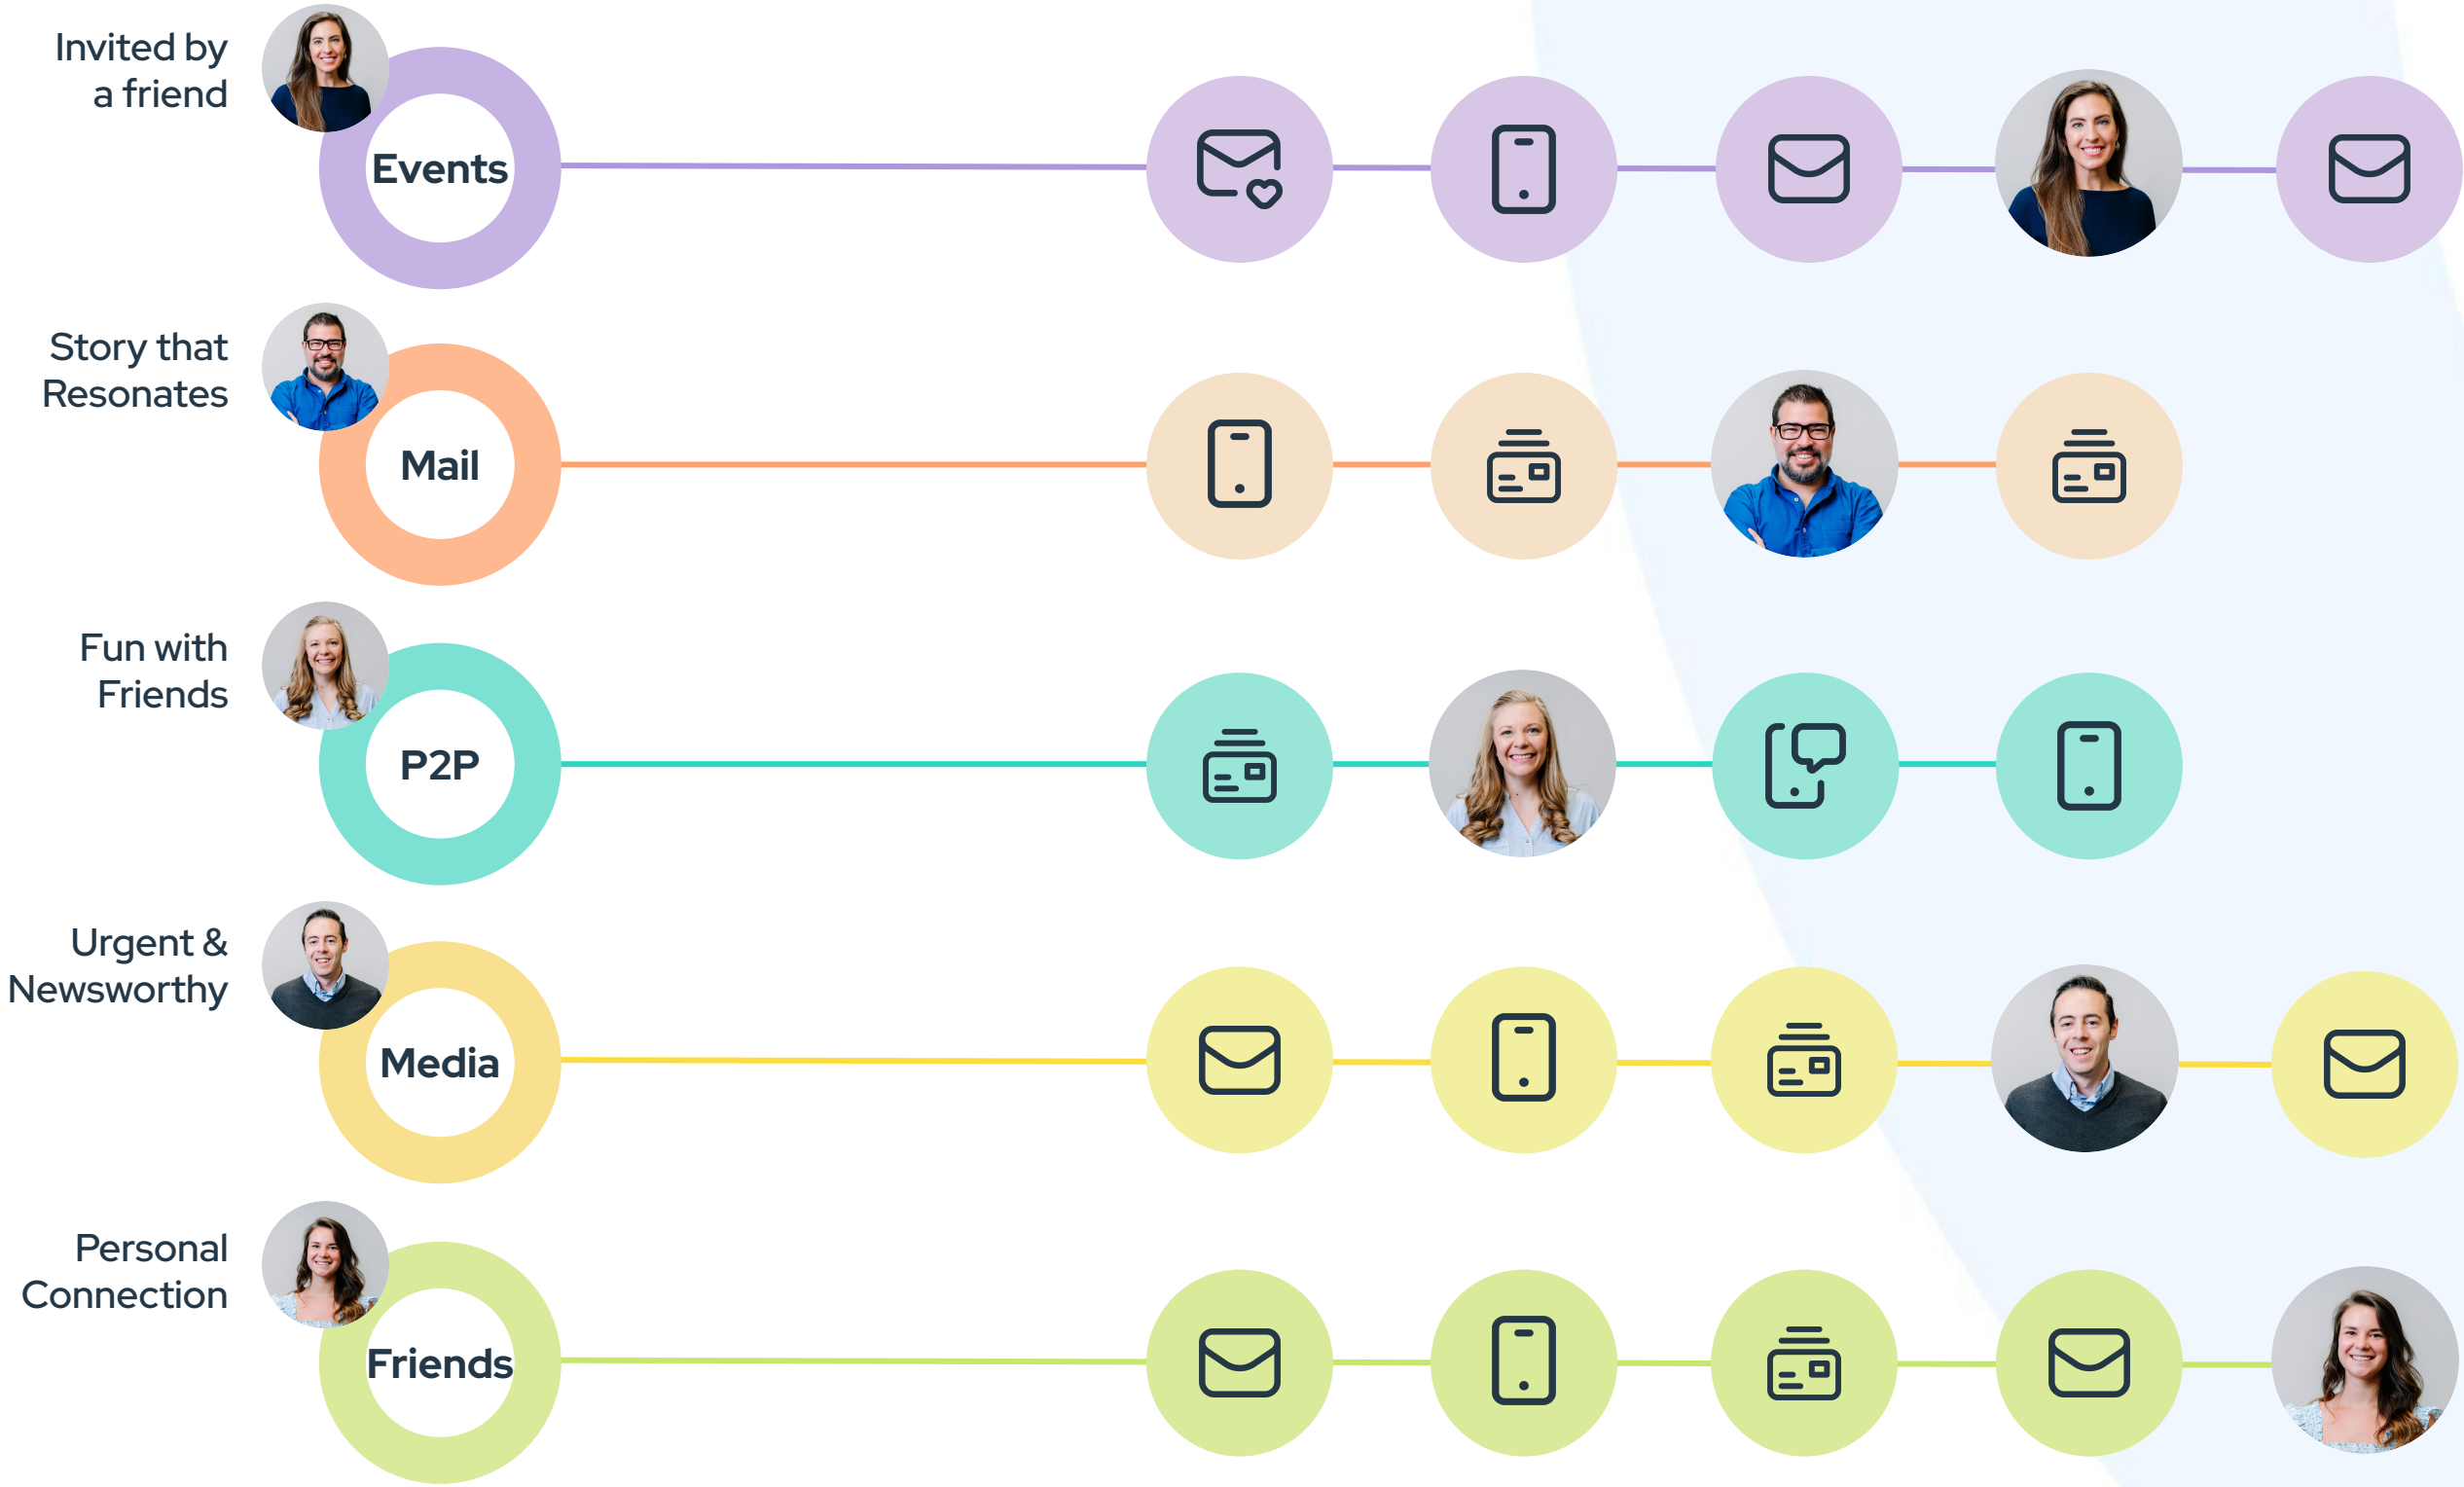 Invited by
a friend
Events
Story that
Resonates
Mail
Fun with
Friends
P2P
Urgent &
Newsworthy
Media
Personal
Connection
Friends